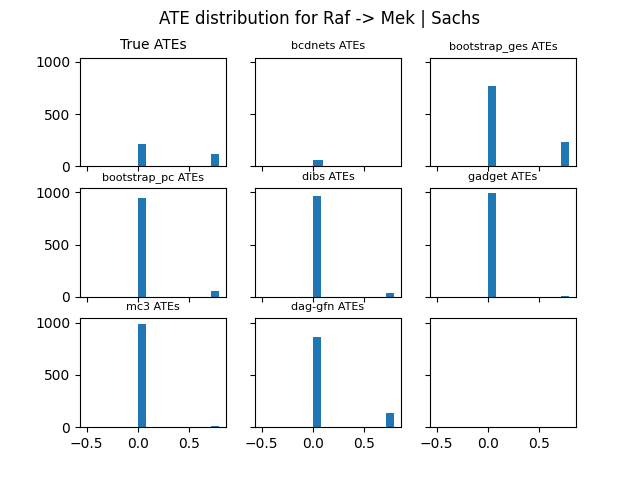 ATE distribution for Raf -> Mek | Sachs
True ATEs
bcdnets ATEs
bootstrap_ges ATEs
1000
500
0
bootstrap_pc ATEs
dibs ATEs
gadget ATEs
1000
500
0
mc3 ATEs
dag-gfn ATEs
1000
500
0
−0.5 0.0 0.5
−0.5 0.0 0.5
−0.5 0.0 0.5